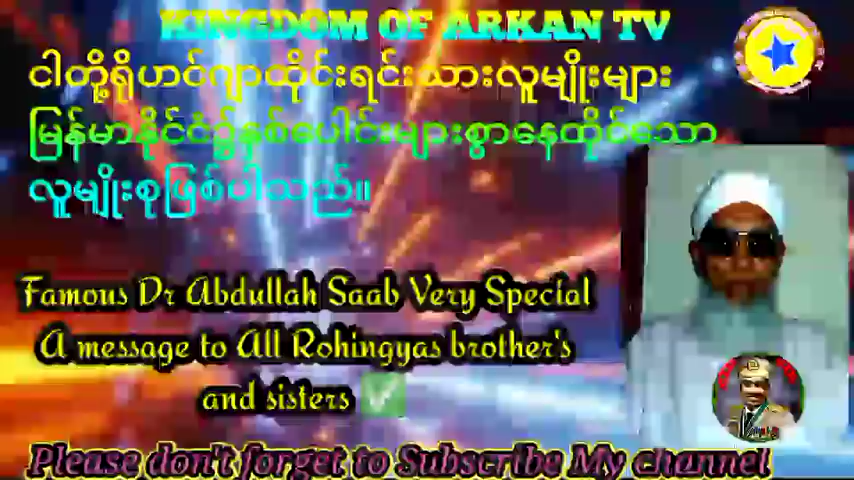 KINGDOM OF ARKAN TV
ငါတို့ရိုဟင်ဂျာထိုင်းရင်းသားလူမျိုးများ
မြန်မာနိုင်ငံ၌နှစ်ပေါင်းများစွာနေထိုင်သော
လူမျိုးစုဖြစ်ပါသည်။
Famous Dr Abdullah Saab Very Special
A message to All Rohingyas brother's
and sisters ✅
Please don't forget to Subscribe My channel